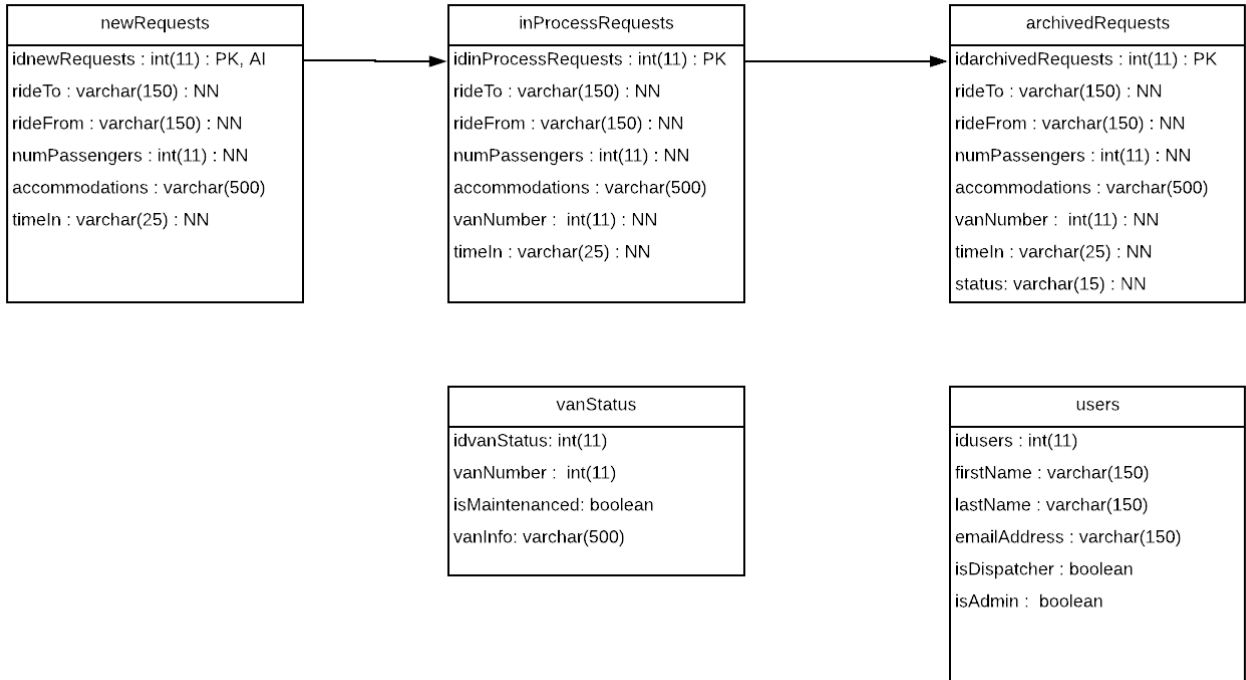 newRequests
idnewRequests : int(11) : PK, AI
rideTo : varchar(150) : NN
rideFrom : varchar(150) : NN
numPassengers : int(11) : NN
accommodations : varchar(500)
timeIn : varchar(25) : NN
inProcessRequests
idinProcessRequests : int(11) : PK
rideTo : varchar(150) : NN
rideFrom : varchar(150) : NN
numPassengers : int(11) : NN
accommodations : varchar(500)
vanNumber : int(11) : NN
timeIn : varchar(25) : NN
archivedRequests
idarchivedRequests : int(11) : PK
rideTo : varchar(150) : NN
rideFrom : varchar(150) : NN
numPassengers : int(11) : NN
accommodations : varchar(500)
vanNumber : int(11) : NN
timeIn : varchar(25) : NN
status: varchar(15) : NN
vanStatus
idvanStatus: int(11)
vanNumber : int(11)
isMaintenanced: boolean
vanInfo: varchar(500)
users
idusers : int(11)
firstName : varchar(150)
lastName : varchar(150)
emailAddress : varchar(150)
isDispatcher : boolean
isAdmin : boolean